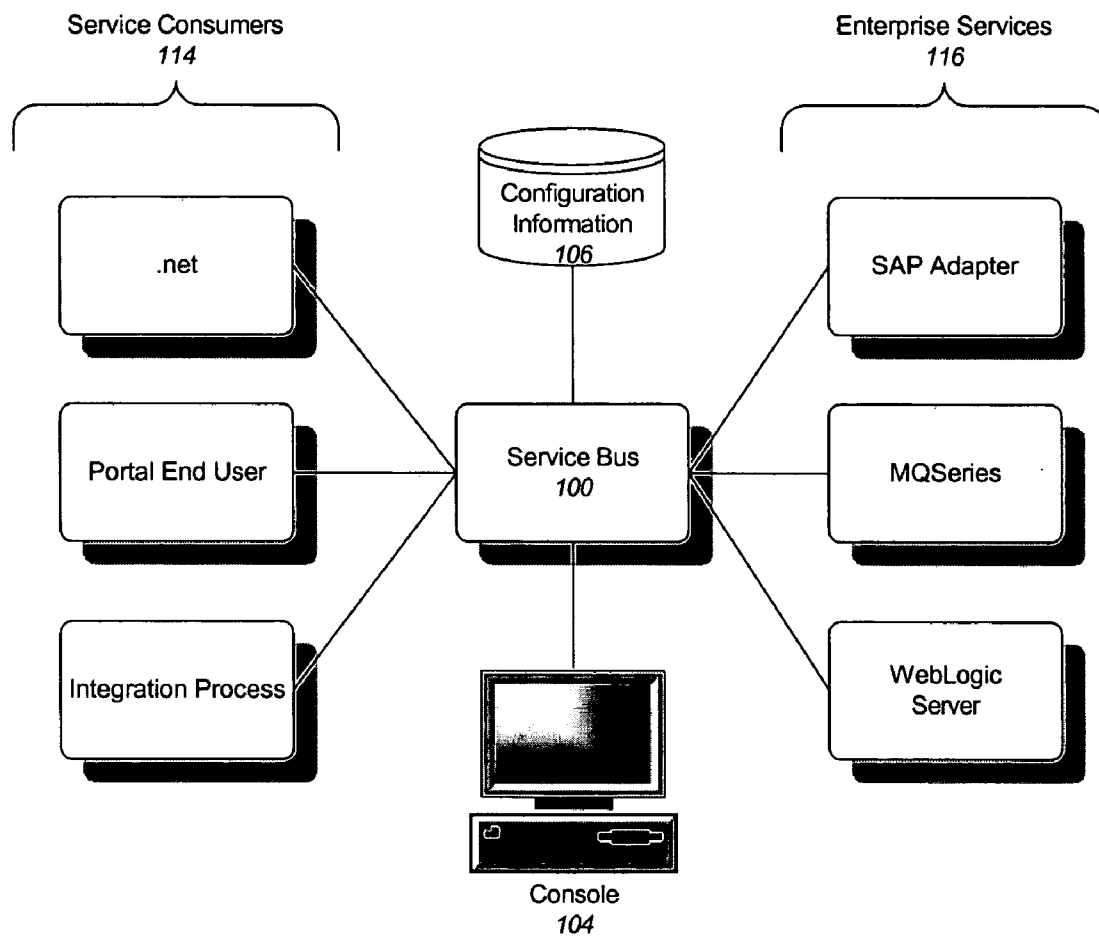 Service Consumers
114
Enterprise Services
116
Configuration
Information
106
.net
SAP Adapter
Portal End User
Service Bus
100
MQSeries
Integration Process
WebLogic
Server
Console
104